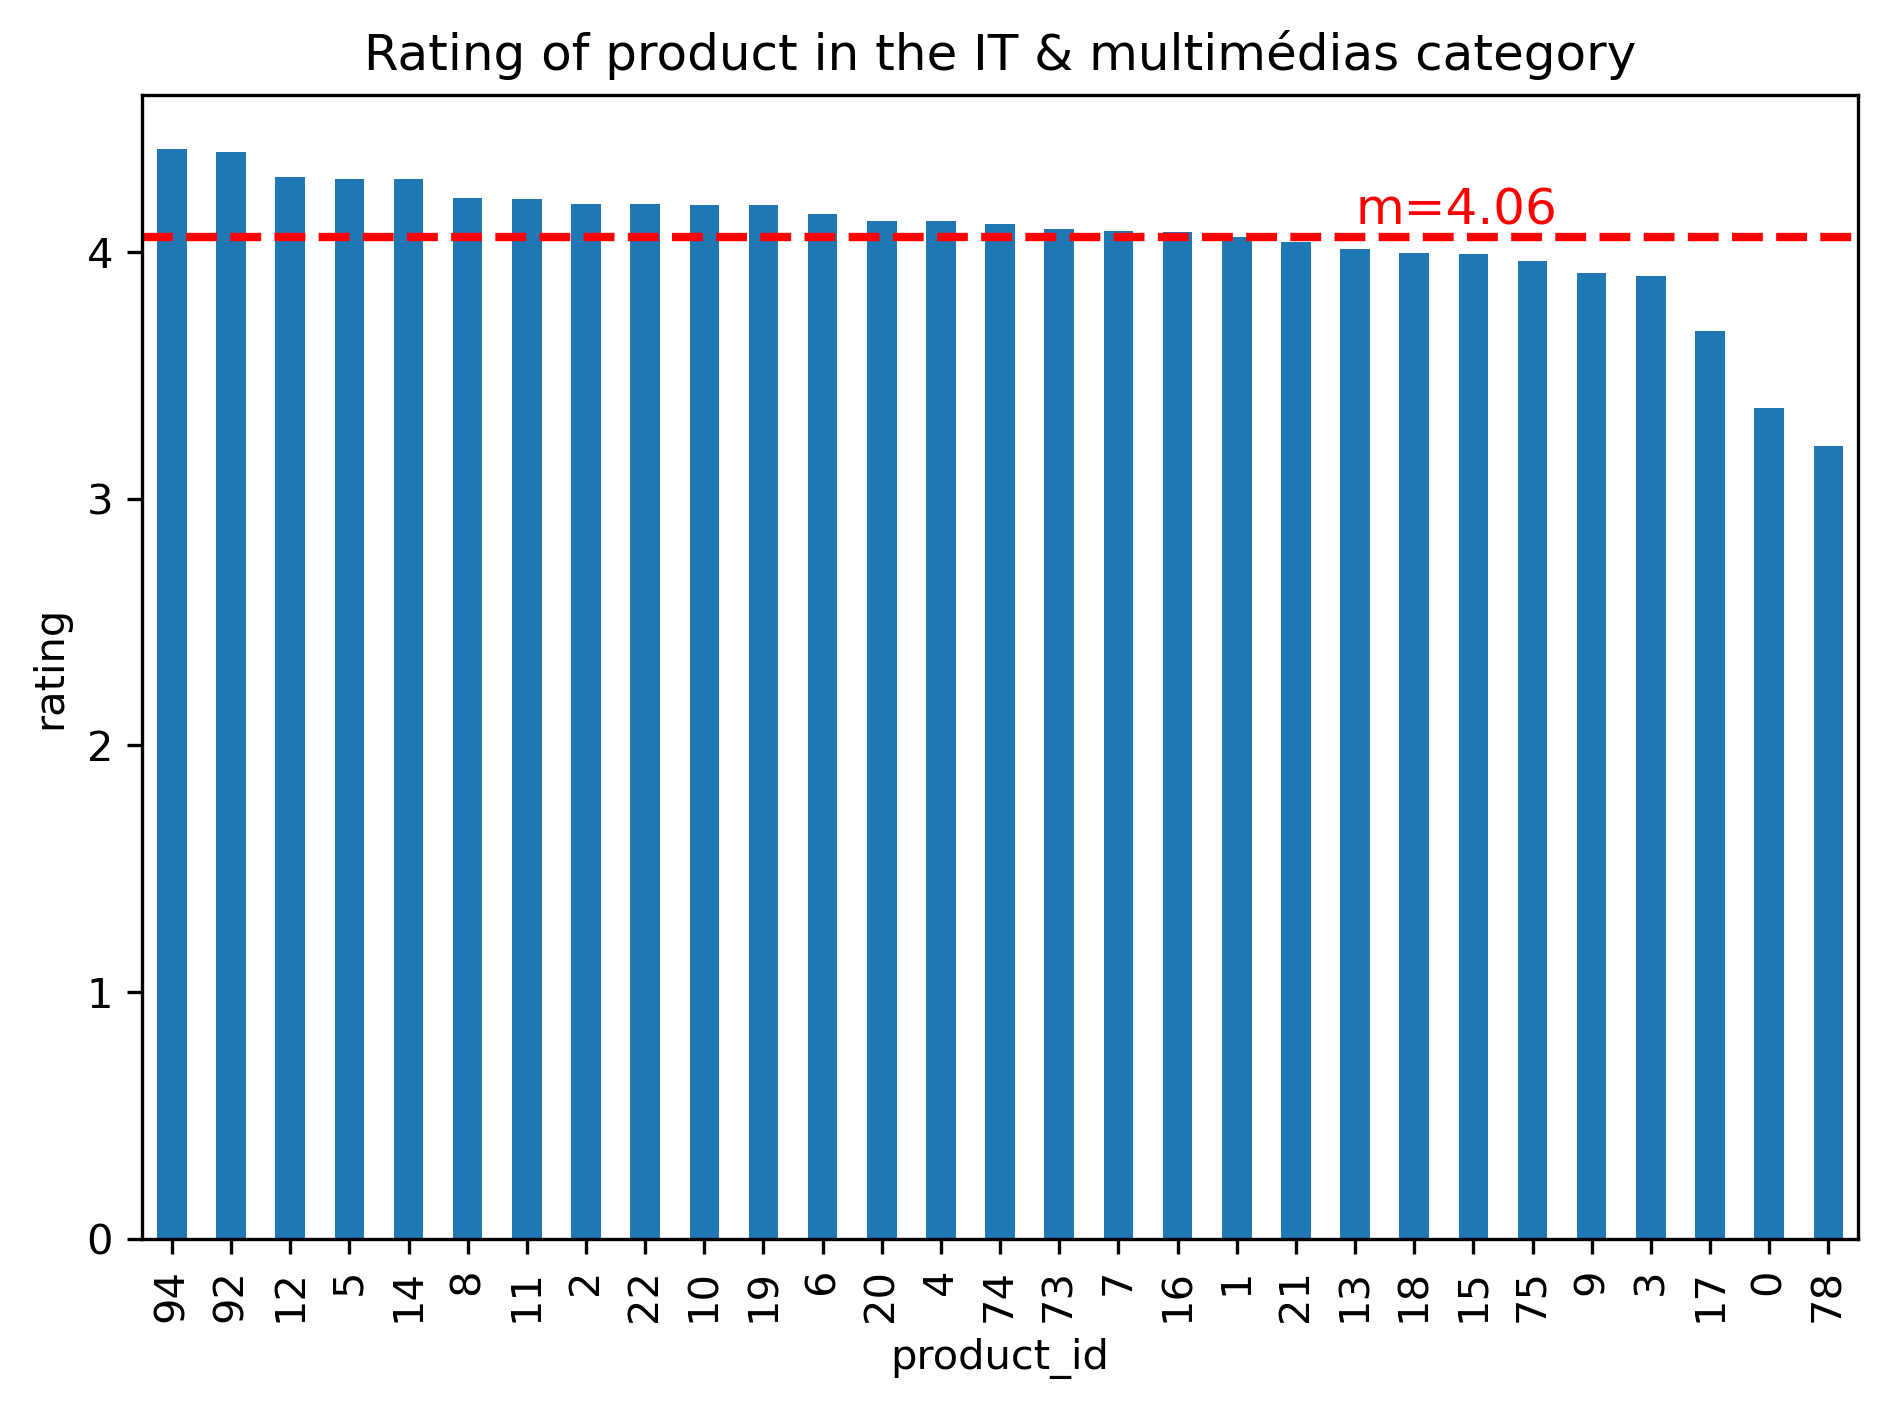 Rating of product in the IT & multimédias category
m=4.06
4
3
2
1
0
rating
94 92 12 5 14 8 11 2 22 10 19 6 20 4 74 73 7 16 1 21 13 18 15 75 9 3 17 0 78
product_id